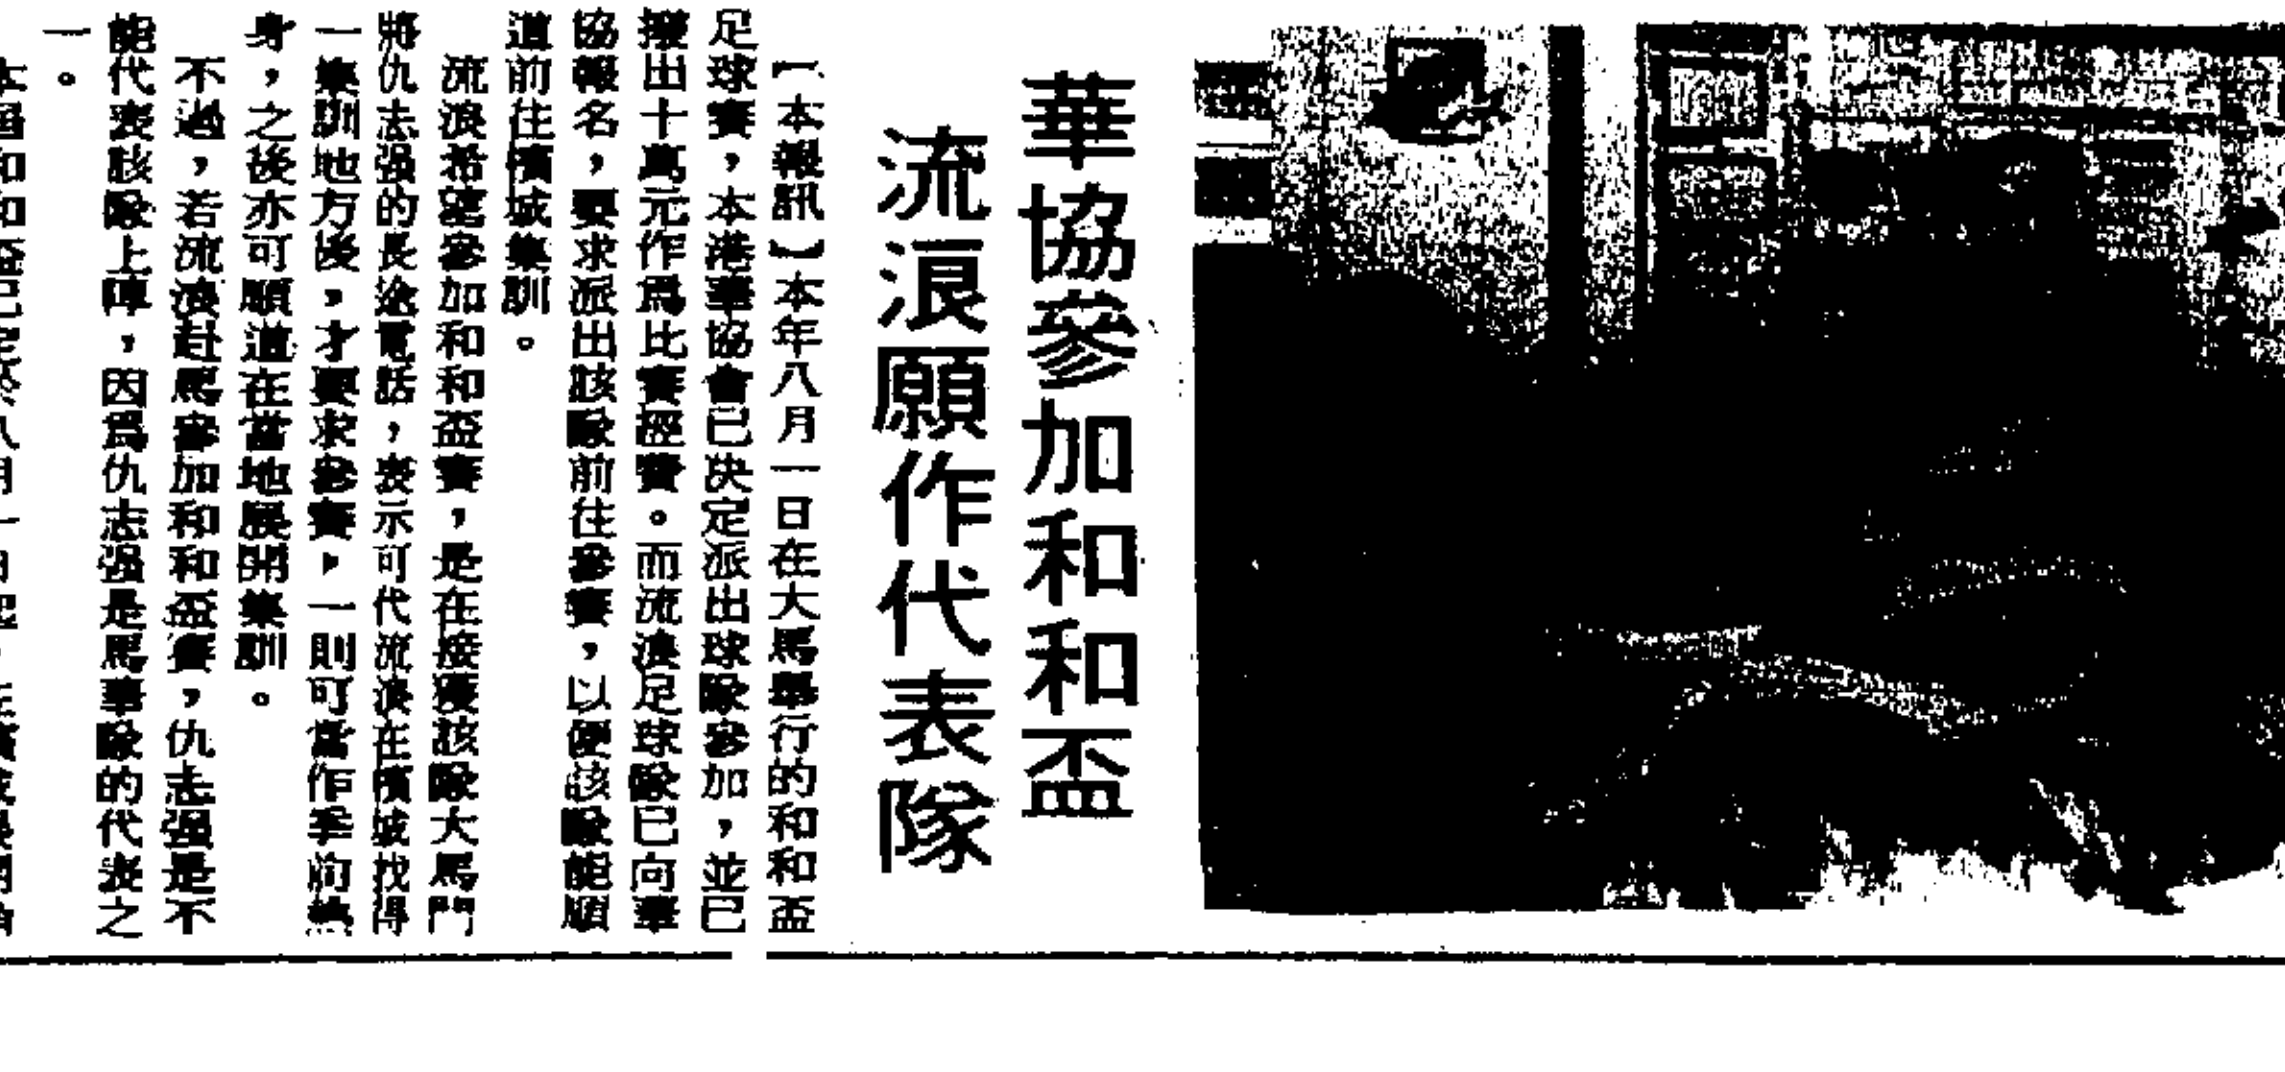 華協參加和和盃
流浪願作代表隊
【本報訊】本年八月一日在大馬舉行的和和盃
足球賽，本港華協會已決定派出球隊參加，並已
撥出十萬元作爲比賽經費。而流浪足球隊已向華
協報名，要求派出該隊前往參賽，以便該隊能順
道前往檳城集訓。
流浪希望參加和和盃賽，是在接獲該隊大馬門
將仇志强的長途電話，表示可代流浪在檳城找得
一集訓地方後，才要求參賽，一則可當作季前熱
身，之後亦可順道在當地展開集訓。
不過，若流浪赴馬參加和和盃賽，仇志强是不
能代表該隊上陣，因爲仇志强是馬華隊的代表之
一。